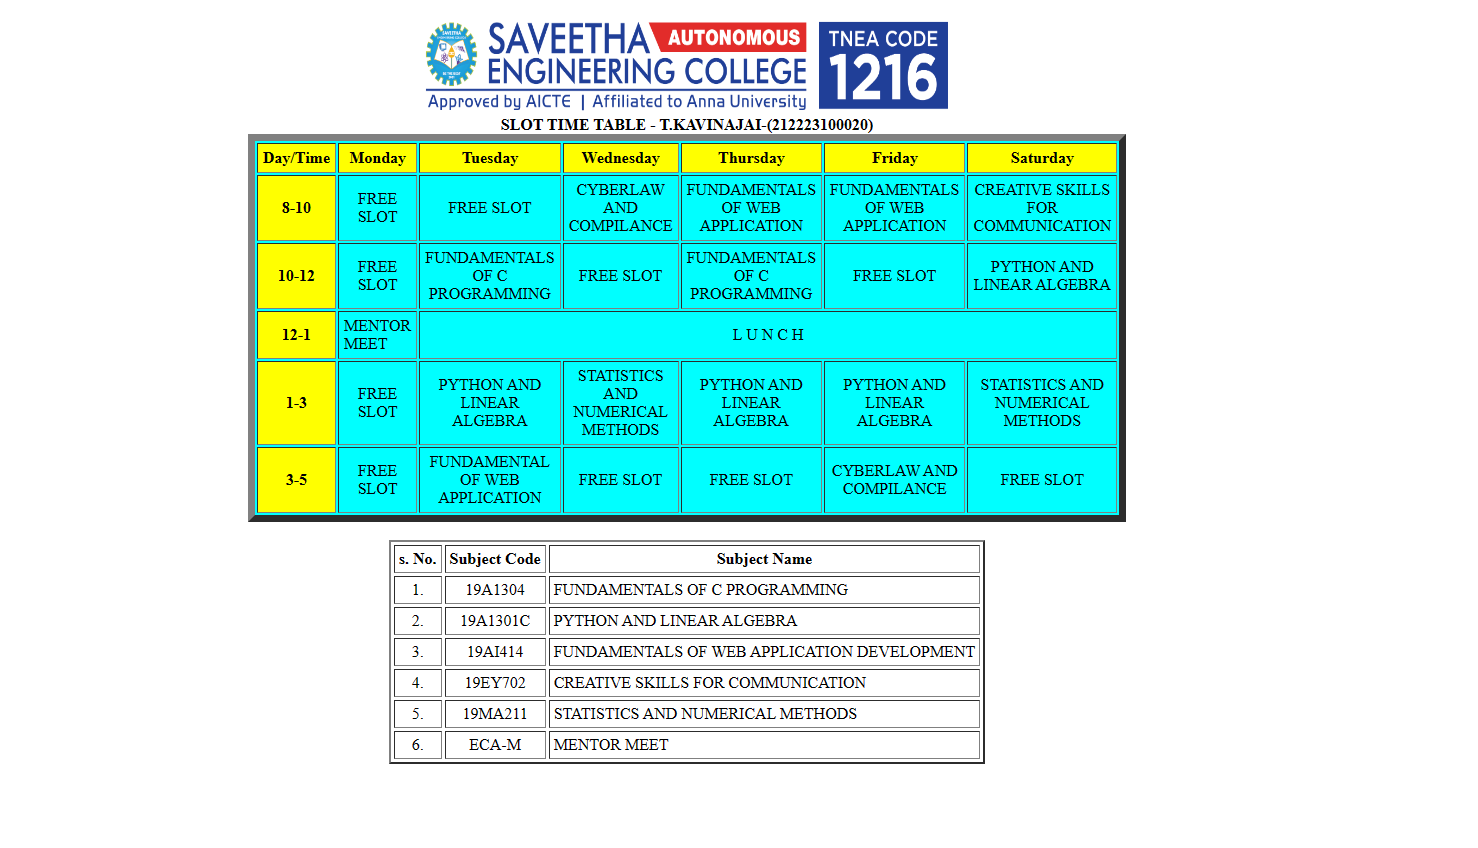 SAVEETHA AUTONOMOUS
ENGINEERING COLLEGE
Approved by AICTE | Affiliated to Anna University
TNEA CODE
1216
SLOT TIME TABLE - T.KAVINAJAI-(212223100020)
Day/Time Monday Tuesday Wednesday Thursday Friday Saturday
8-10
FREE
SLOT
FREE SLOT
CYBERLAW
AND
COMPILANCE
FUNDAMENTALS
OF WEB
APPLICATION
FUNDAMENTALS
OF WEB
APPLICATION
CREATIVE SKILLS
FOR
COMMUNICATION
10-12
FREE
SLOT
FUNDAMENTALS
OF C
PROGRAMMING
FREE SLOT
FUNDAMENTALS
OF C
PROGRAMMING
FREE SLOT
PYTHON AND
LINEAR ALGEBRA
12-1
MENTOR
MEET
L U N C H
1-3
FREE
SLOT
PYTHON AND
LINEAR
ALGEBRA
STATISTICS
AND
NUMERICAL
METHODS
PYTHON AND
LINEAR
ALGEBRA
PYTHON AND
LINEAR
ALGEBRA
STATISTICS AND
NUMERICAL
METHODS
3-5
FREE
SLOT
FUNDAMENTAL
OF WEB
APPLICATION
FREE SLOT
FREE SLOT
CYBERLAW AND
COMPILANCE
FREE SLOT
s. No. Subject Code Subject Name
1. 19A1304 FUNDAMENTALS OF C PROGRAMMING
2. 19A1301C PYTHON AND LINEAR ALGEBRA
3. 19AI414 FUNDAMENTALS OF WEB APPLICATION DEVELOPMENT
4. 19EY702 CREATIVE SKILLS FOR COMMUNICATION
5. 19MA211 STATISTICS AND NUMERICAL METHODS
6. ECA-M MENTOR MEET